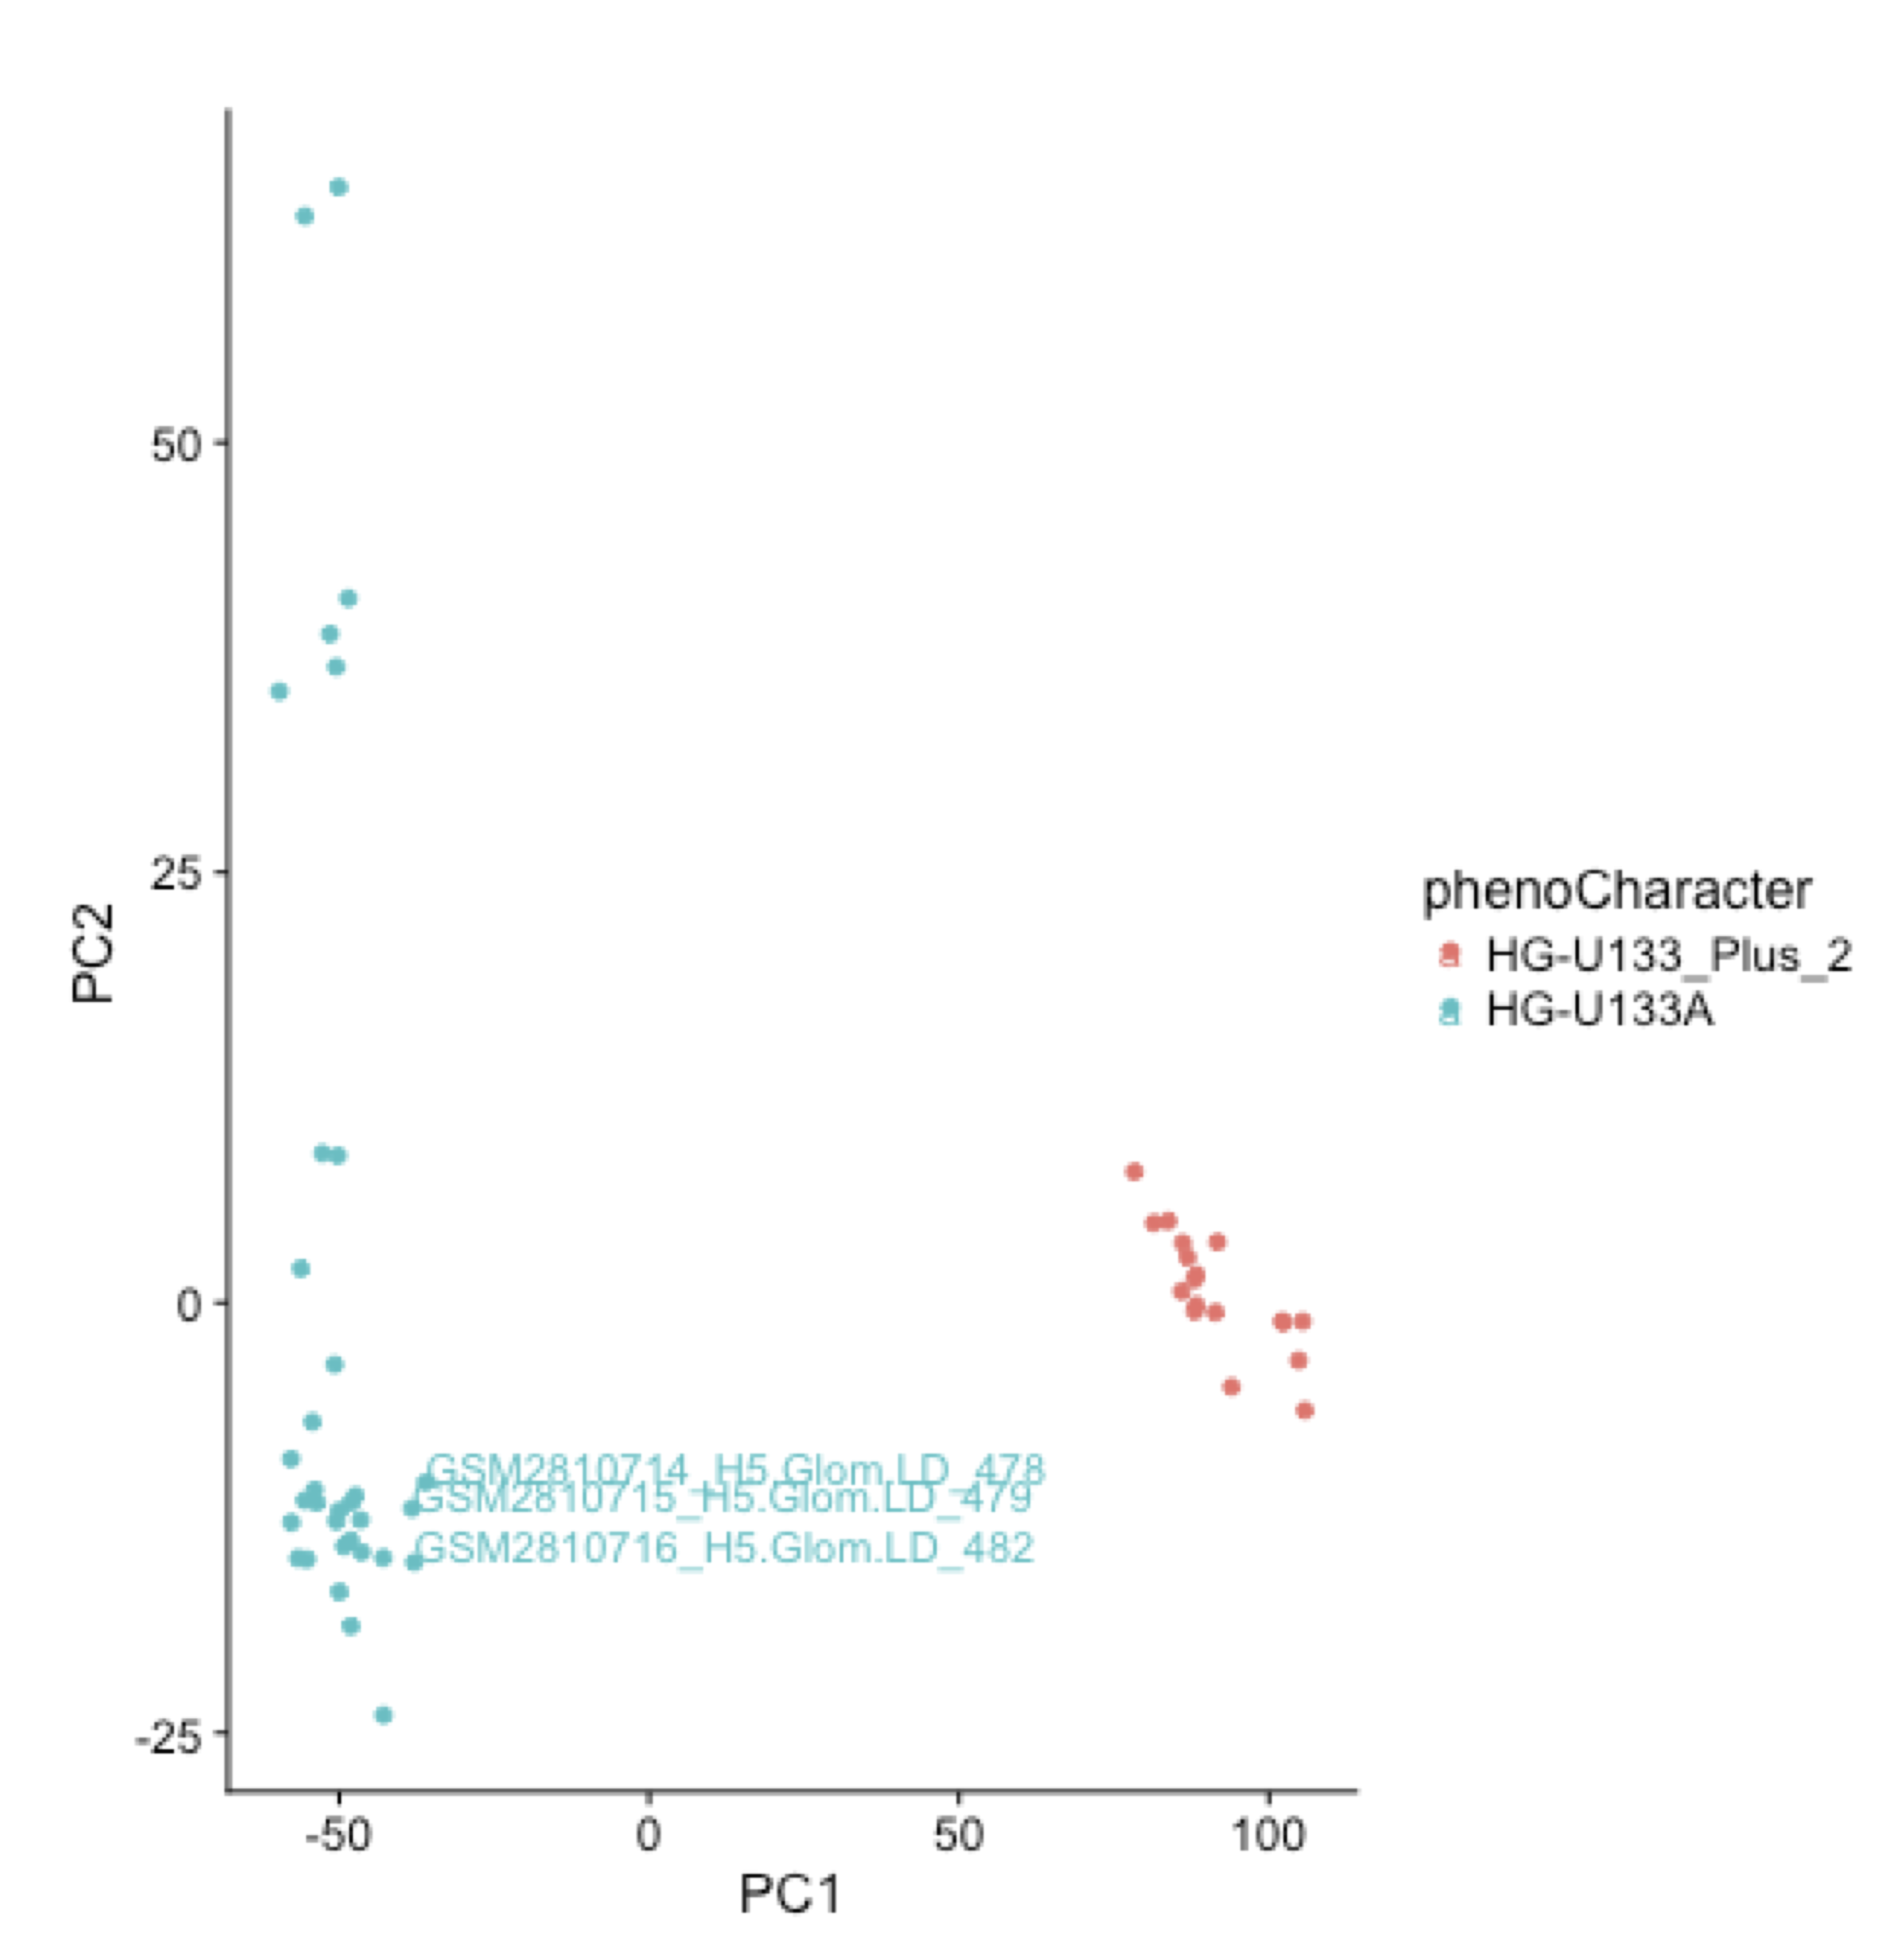 50
25
0
-25
PC2
GSM2810714_H5.Glom.LD_478
GSM2810715_H5.Glom.LD_479
GSM2810716_H5.Glom.LD_482
-50 0 50 100
PC1
phenoCharacter
a HG-U133_Plus_2
a HG-U133A